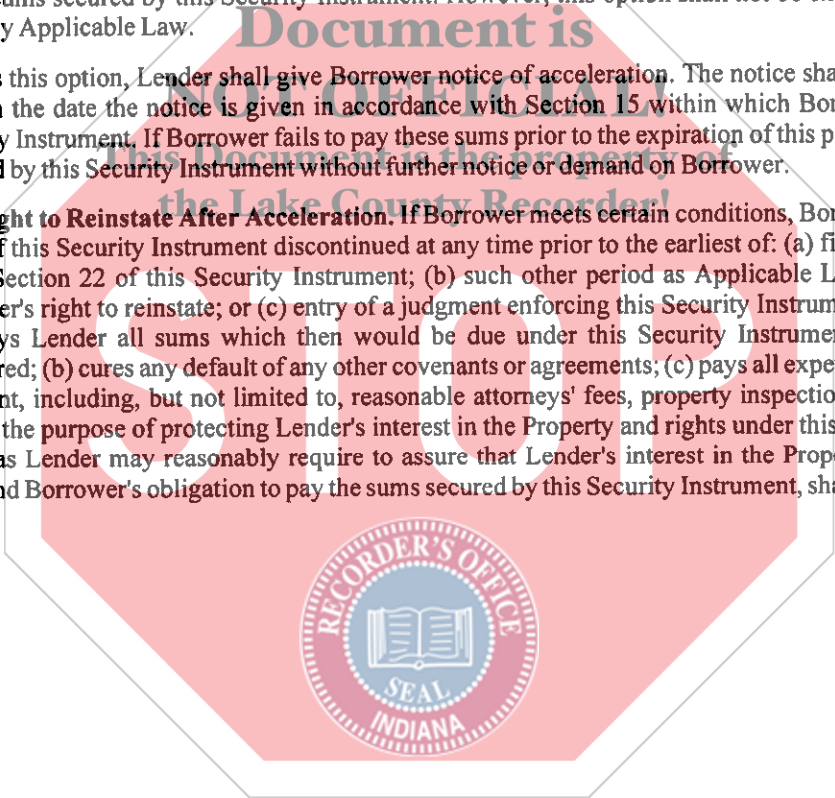 sums secured by this Security Instrument. However, this option shall not be
y Applicable Law.
Document is
s this option, Lender shall give Borrower notice of acceleration. The notice sha
NOT OFFICIAL!
n the date the notice is given in accordance with Section 15 within which Bor
y Instrument. If Borrower fails to pay these sums prior to the expiration of this p
This Document is the property of
d by this Security Instrument without further notice or demand on Borrower.
the Lake County Recorder!
ght to Reinstate After Acceleration. If Borrower meets certain conditions, Bor
f this Security Instrument discontinued at any time prior to the earliest of: (a) fi
Section 22 of this Security Instrument; (b) such other period as Applicable L
er's right to reinstate; or (c) entry of a judgment enforcing this Security Instrum
ys Lender all sums which then would be due under this Security Instrumen
red; (b) cures any default of any other covenants or agreements; (c) pays all expe
nt, including, but not limited to, reasonable attorneys' fees, property inspectio
the purpose of protecting Lender's interest in the Property and rights under this
as Lender may reasonably require to assure that Lender's interest in the Prop
nd Borrower's obligation to pay the sums secured by this Security Instrument, sha
STOP
RECORDER'S OFFICE
SEAL
INDIANA